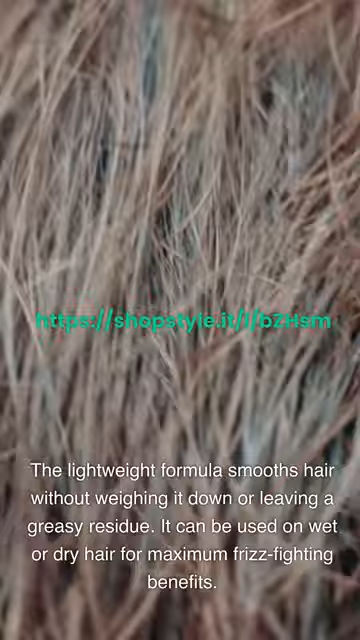 https://shopstyle.it/l/bZHsm
The lightweight formula smooths hair
without weighing it down or leaving a
greasy residue. It can be used on wet
or dry hair for maximum frizz-fighting
benefits.